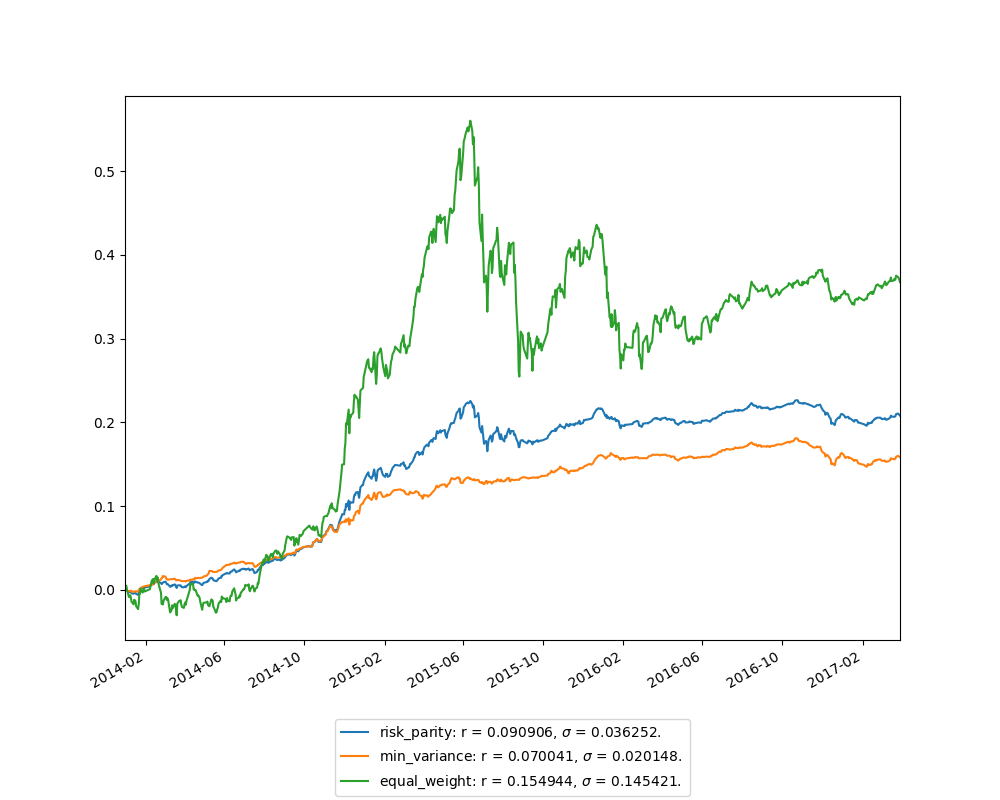 0.5
0.4
0.3
0.2
0.1
0.0
2014-02 2014-06 2014-10 2015-02 2015-06 2015-10 2016-02 2016-06 2016-10 2017-02
risk_parity: r = 0.090906, σ = 0.036252.
min_variance: r = 0.070041, σ = 0.020148.
equal_weight: r = 0.154944, σ = 0.145421.